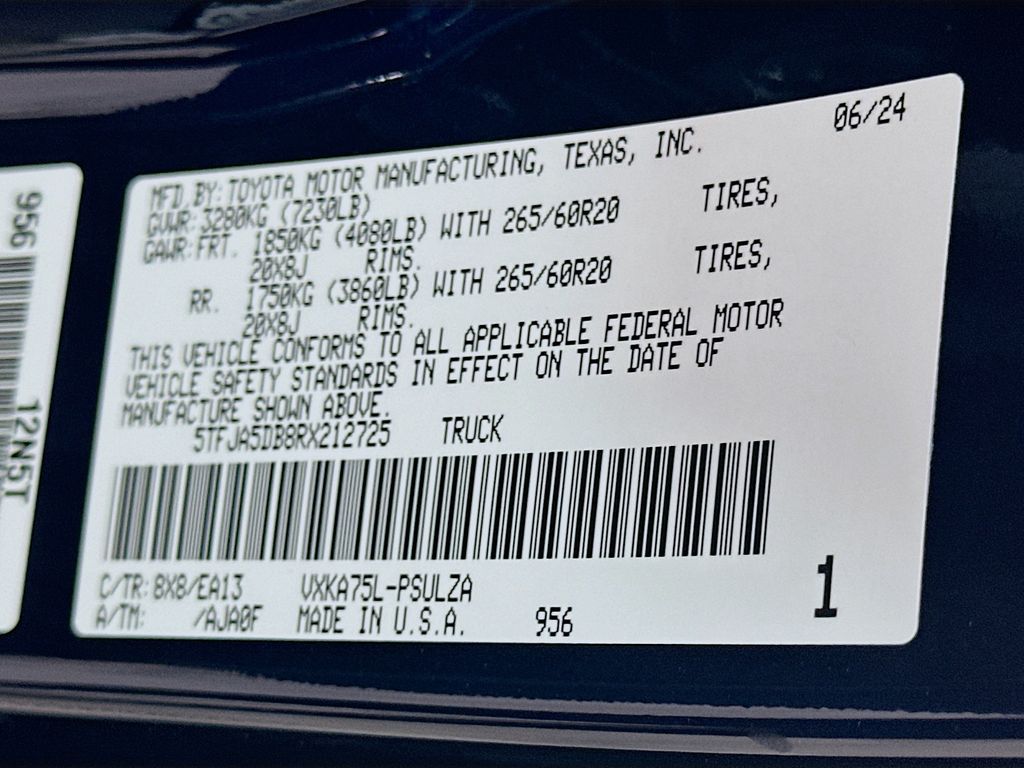 06/24
MFD. BY: TOYOTA MOTOR MANUFACTURING, TEXAS, INC.
GVWR: 3280KG (7230LB)
GAWR: FRT. 1850KG (4080LB) WITH 265/60R20 TIRES,
20X8J RIMS.
RR. 1750KG (3860LB) WITH 265/60R20 TIRES,
20X8J RIMS.
THIS VEHICLE CONFORMS TO ALL APPLICABLE FEDERAL MOTOR
VEHICLE SAFETY STANDARDS IN EFFECT ON THE DATE OF
MANUFACTURE SHOWN ABOVE.
5TFJA5DB8RX212725 TRUCK
C/TR: 8X8/EA13 VXKA75L-PSULZA
A/TM: /AJA0F MADE IN U.S.A. 956
1
956
12N5T